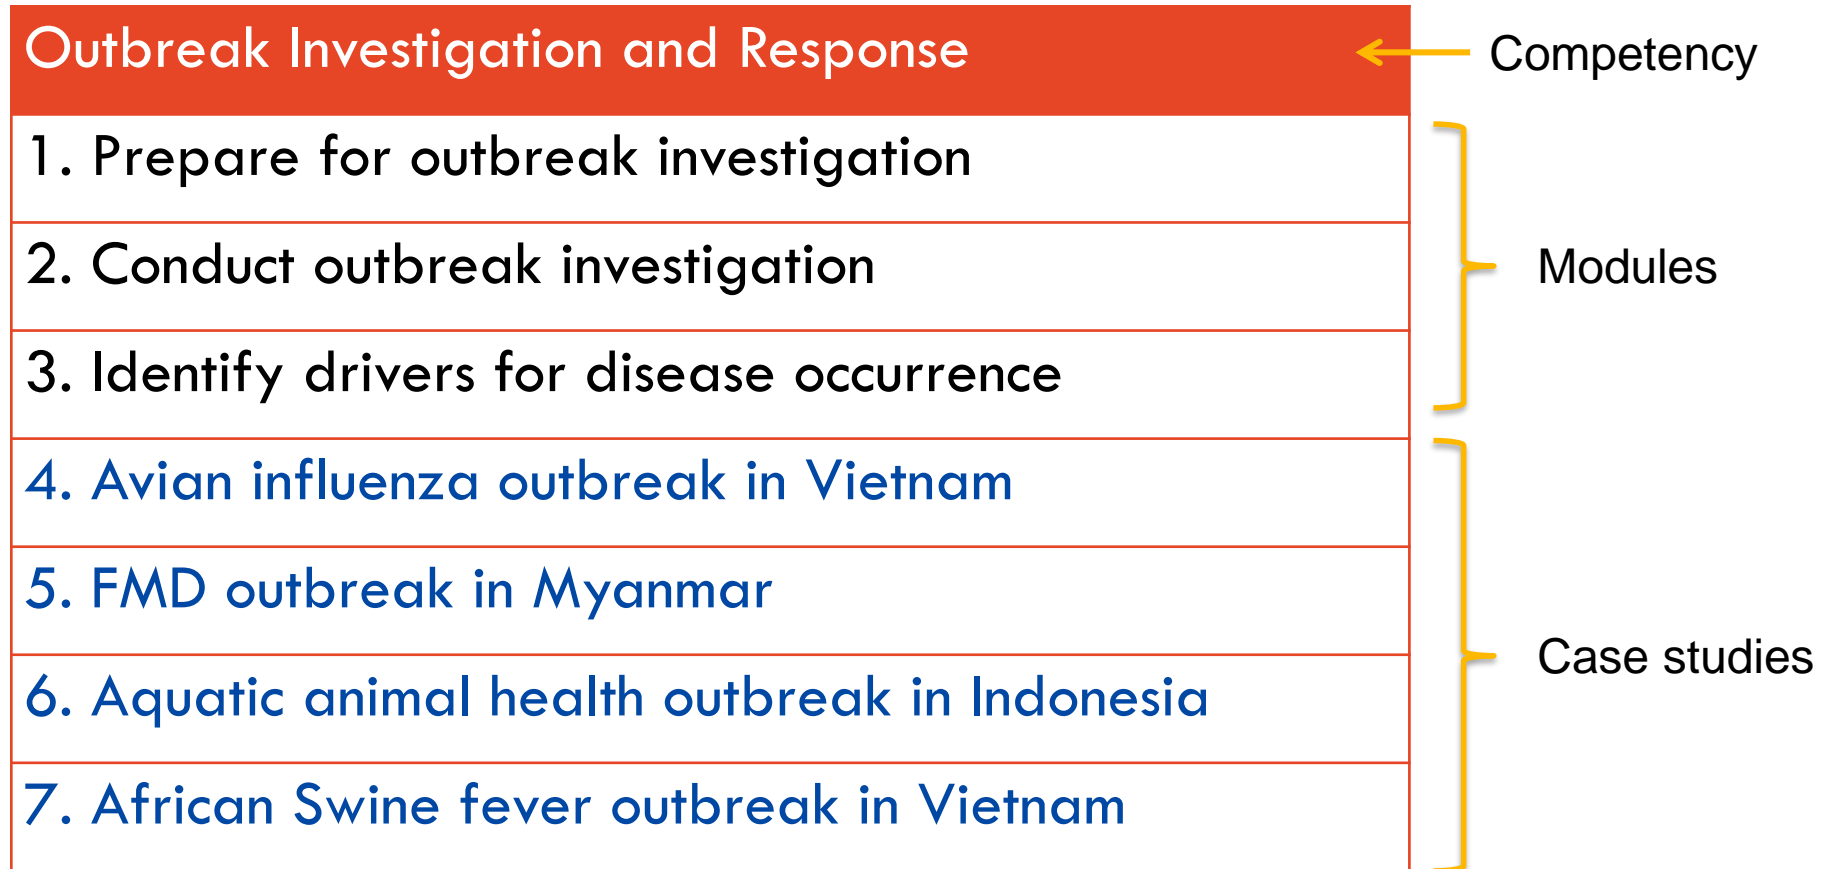 Outbreak Investigation and Response
Competency
1. Prepare for outbreak investigation
2. Conduct outbreak investigation
Modules
3. Identify drivers for disease occurrence
4. Avian influenza outbreak in Vietnam
5. FMD outbreak in Myanmar
Case studies
6. Aquatic animal health outbreak in Indonesia
7. African Swine fever outbreak in Vietnam